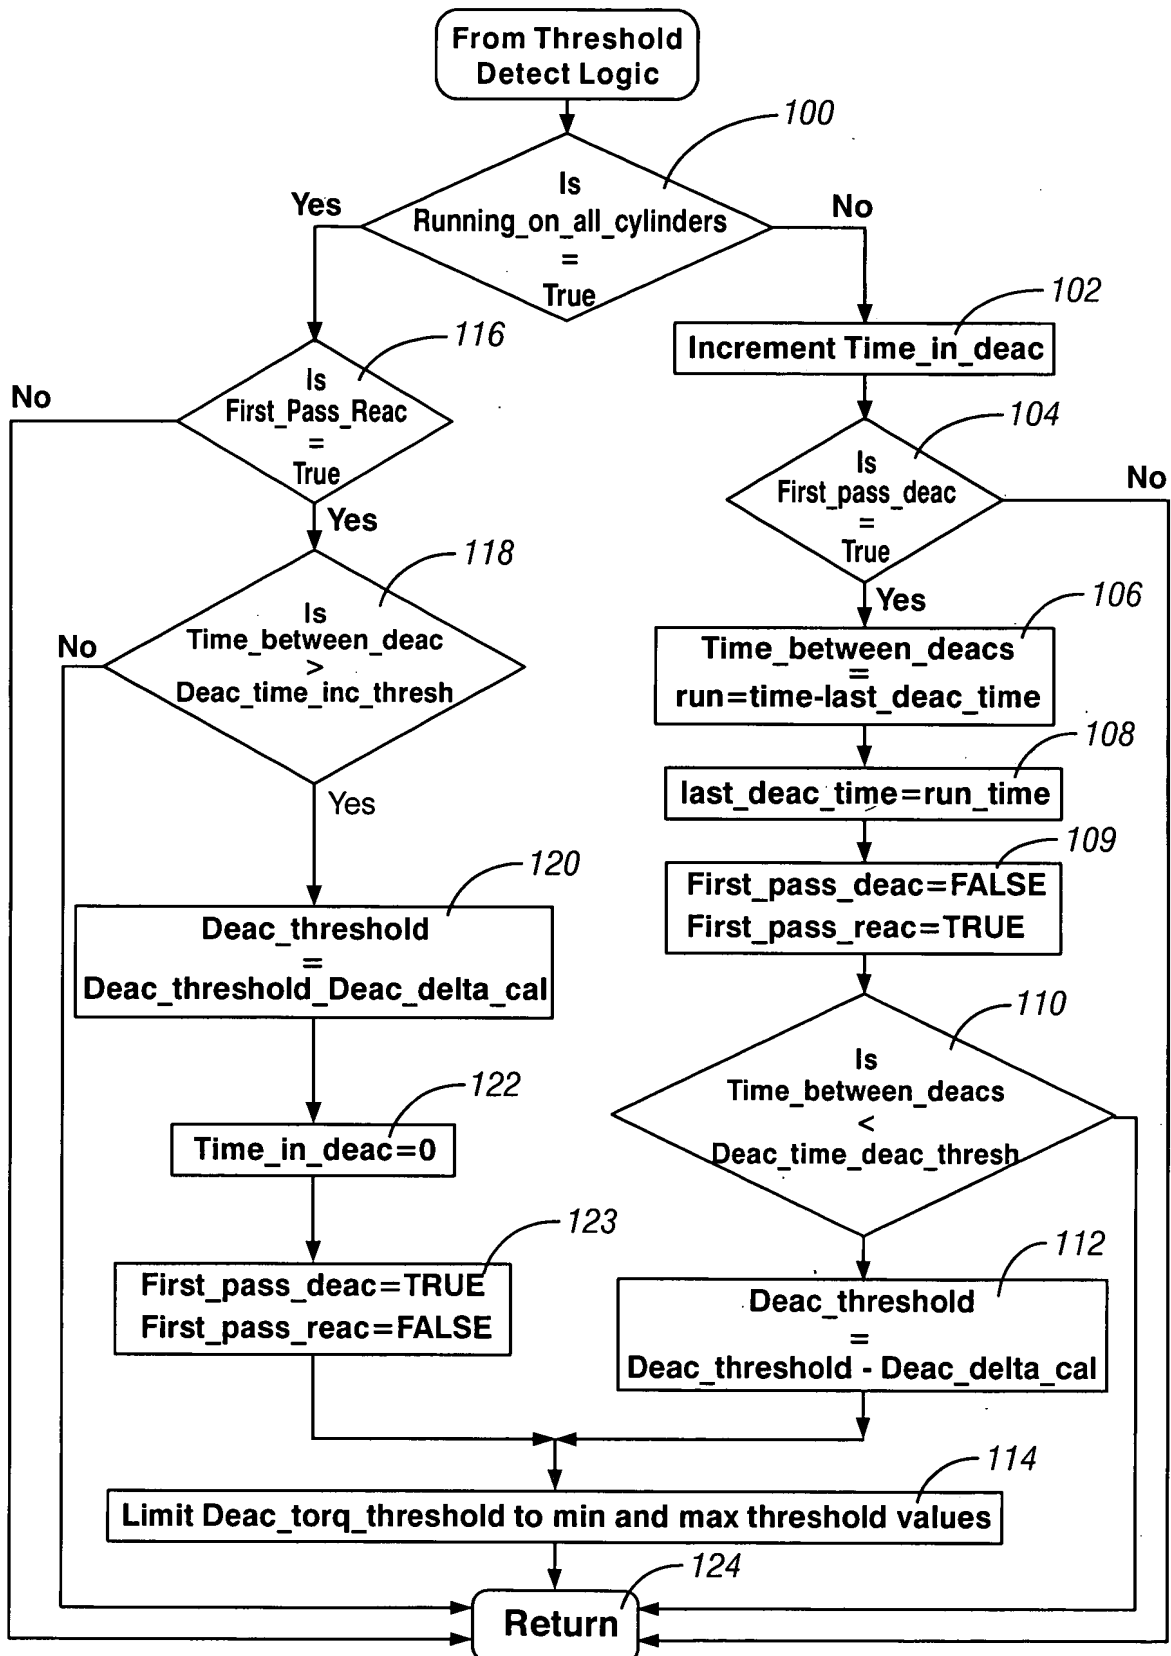 From Threshold
Detect Logic
100
Is
Running_on_all_cylinders
=
True
Yes
No
102
Increment Time_in_deac
116
Is
First_Pass_Reac
=
True
No
Yes
104
Is
First_pass_deac
=
True
No
Yes
118
Is
Time_between_deac
>
Deac_time_inc_thresh
No
Yes
106
Time_between_deacs
=
run=time-last_deac_time
108
last_deac_time=run_time
109
First_pass_deac=FALSE
First_pass_reac=TRUE
120
Deac_threshold
=
Deac_threshold_Deac_delta_cal
110
Is
Time_between_deacs
<
Deac_time_deac_thresh
122
Time_in_deac=0
123
First_pass_deac=TRUE
First_pass_reac=FALSE
112
Deac_threshold
=
Deac_threshold - Deac_delta_cal
114
Limit Deac_torq_threshold to min and max threshold values
124
Return